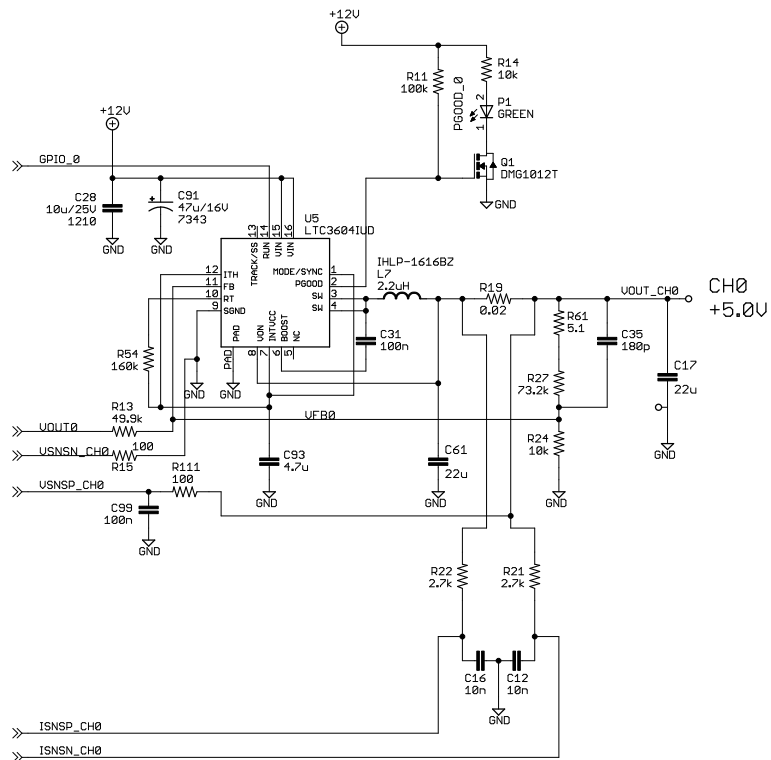 +12V
R14
10k
R11
100k
PGOOD_0
2
P1
GREEN
1
+12V
Q1
DMG1012T
GPIO_0
GND
C28
10u/25V
1210
+
C91
47u/16V
7343
U5
LTC3604IUD
GND
GND
13
14
15
16
TRACK/SS
RUN
VIN
VIN
12
ITH
MODE/SYNC
1
11
FB
PGOOD
2
10
RT
SW
3
9
SGND
SW
4
PAD
VON
INTVCC
BOOST
NC
PAD
8
7
6
5
IHLP-1616BZ
L7
2.2uH
R19
0.02
VOUT_CH0
CH0
+5.0V
R61
5.1
C35
180p
C31
100n
R54
160k
R27
73.2k
C17
22u
GND
GND
R13
49.9k
VFB0
VOUT0
R24
10k
VSNSN_CH0
100
R15
C93
4.7u
C61
22u
GND
VSNSP_CH0
R111
100
GND
GND
GND
C99
100n
GND
R22
2.7k
R21
2.7k
C16
10n
C12
10n
GND
ISNSP_CH0
ISNSN_CH0